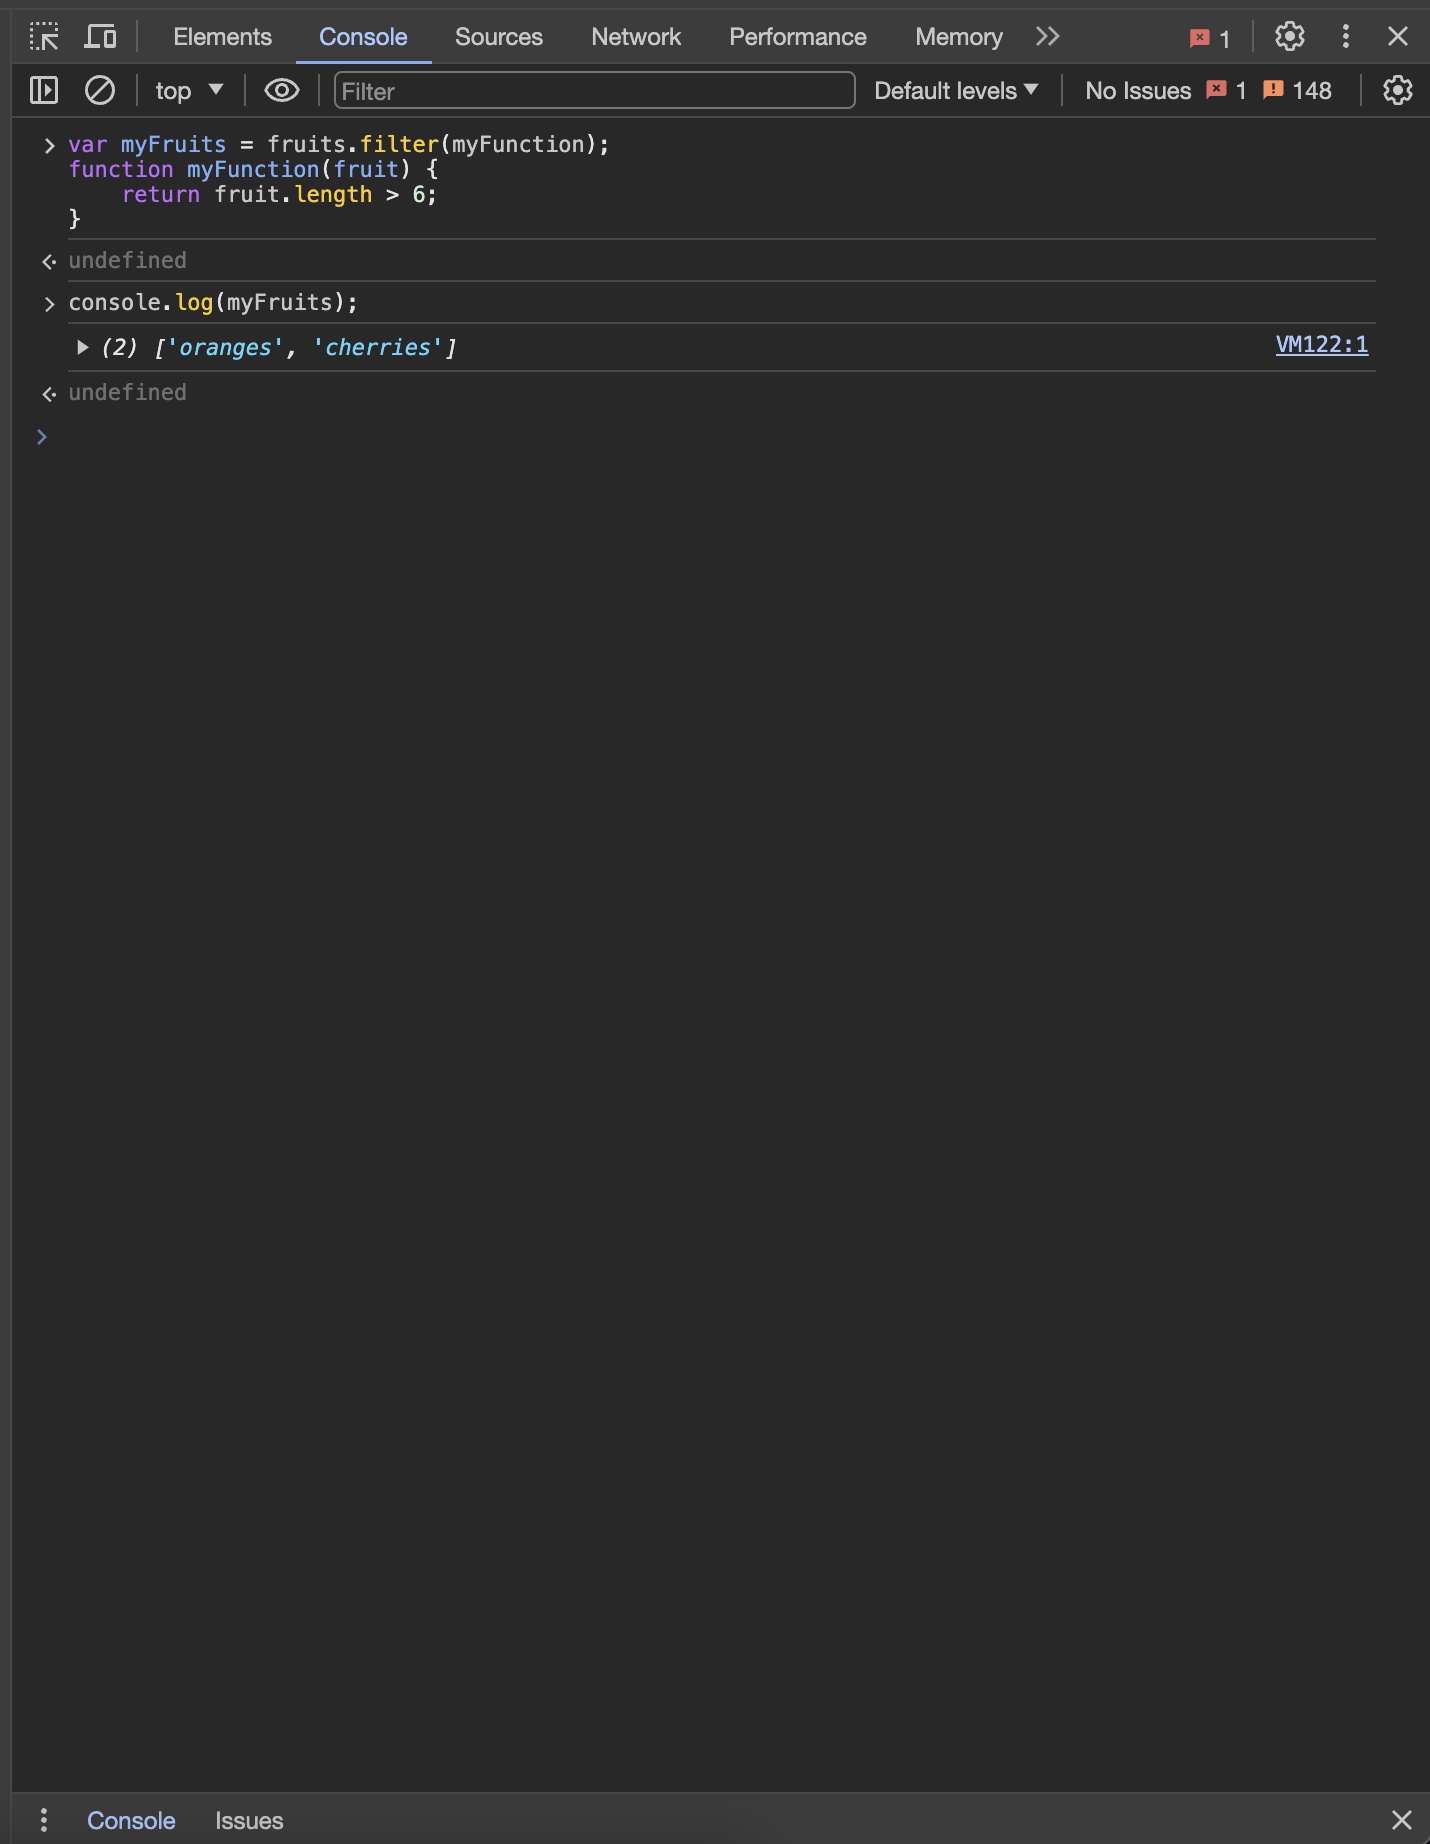 Elements Console Sources Network Performance Memory 1
top Filter Default levels No Issues 1 148
var myFruits = fruits.filter(myFunction);
function myFunction(fruit) {
    return fruit.length > 6;
}
undefined
console.log(myFruits);
(2) ['oranges', 'cherries'] VM122:1
undefined
Console Issues